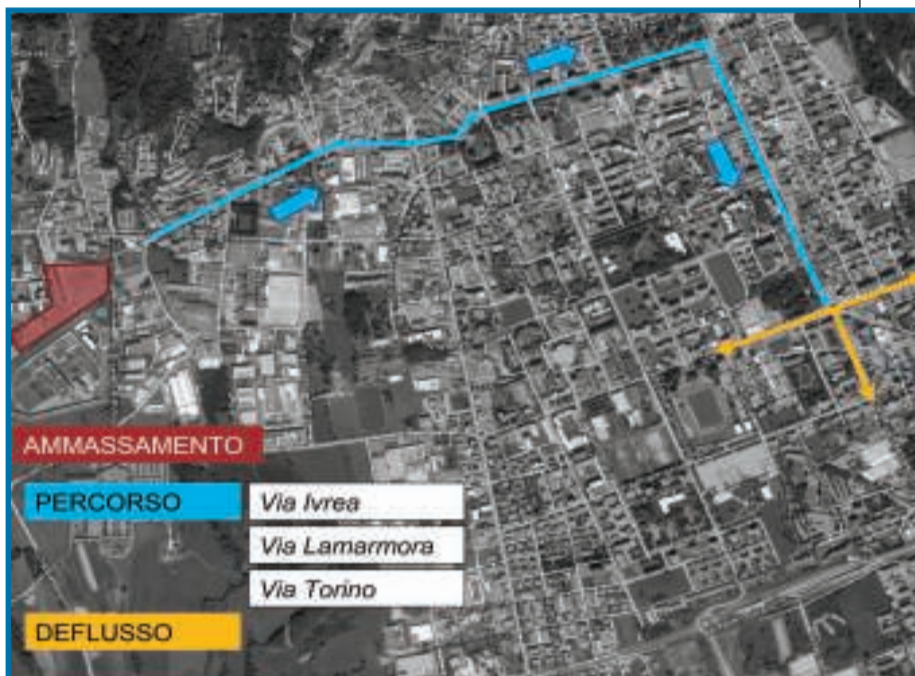 AMMASSAMENTO
PERCORSO
Via Ivrea
Via Lamarmora
Via Torino
DEFLUSSO